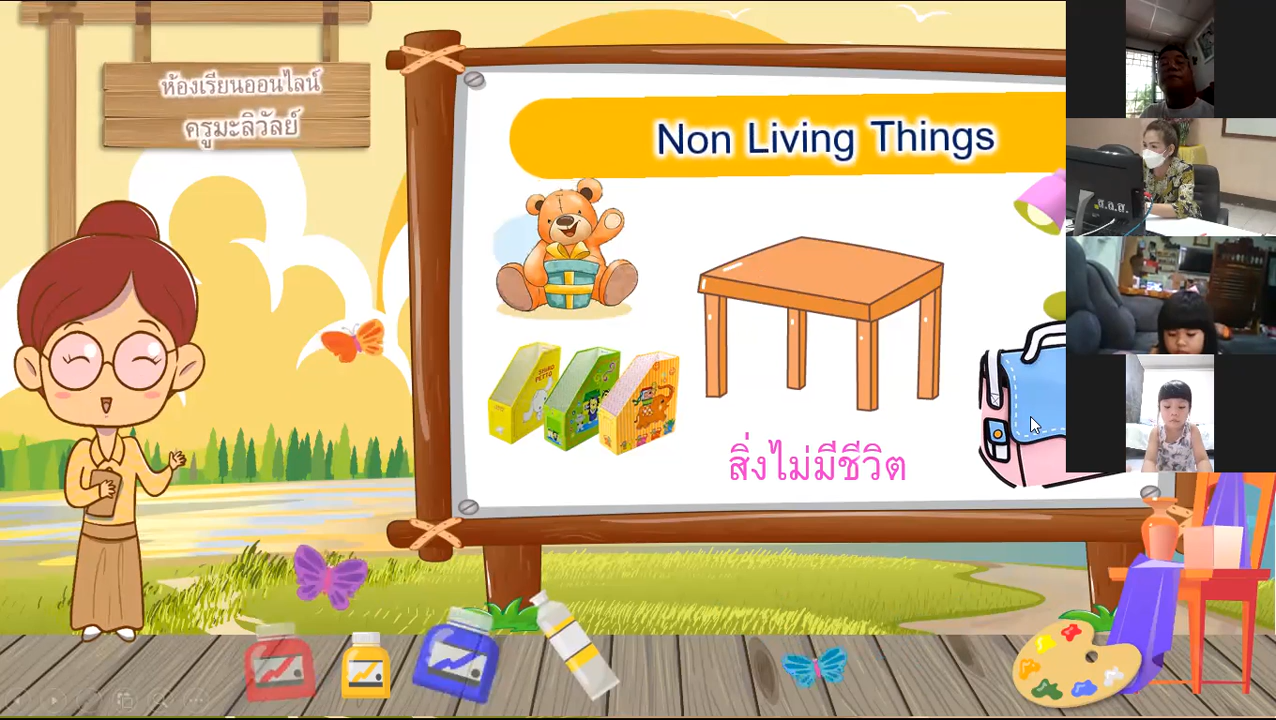 ห้องเรียนออนไลน์
ครูมะลิวัลย์
Non Living Things
สิ่งไม่มีชีวิต